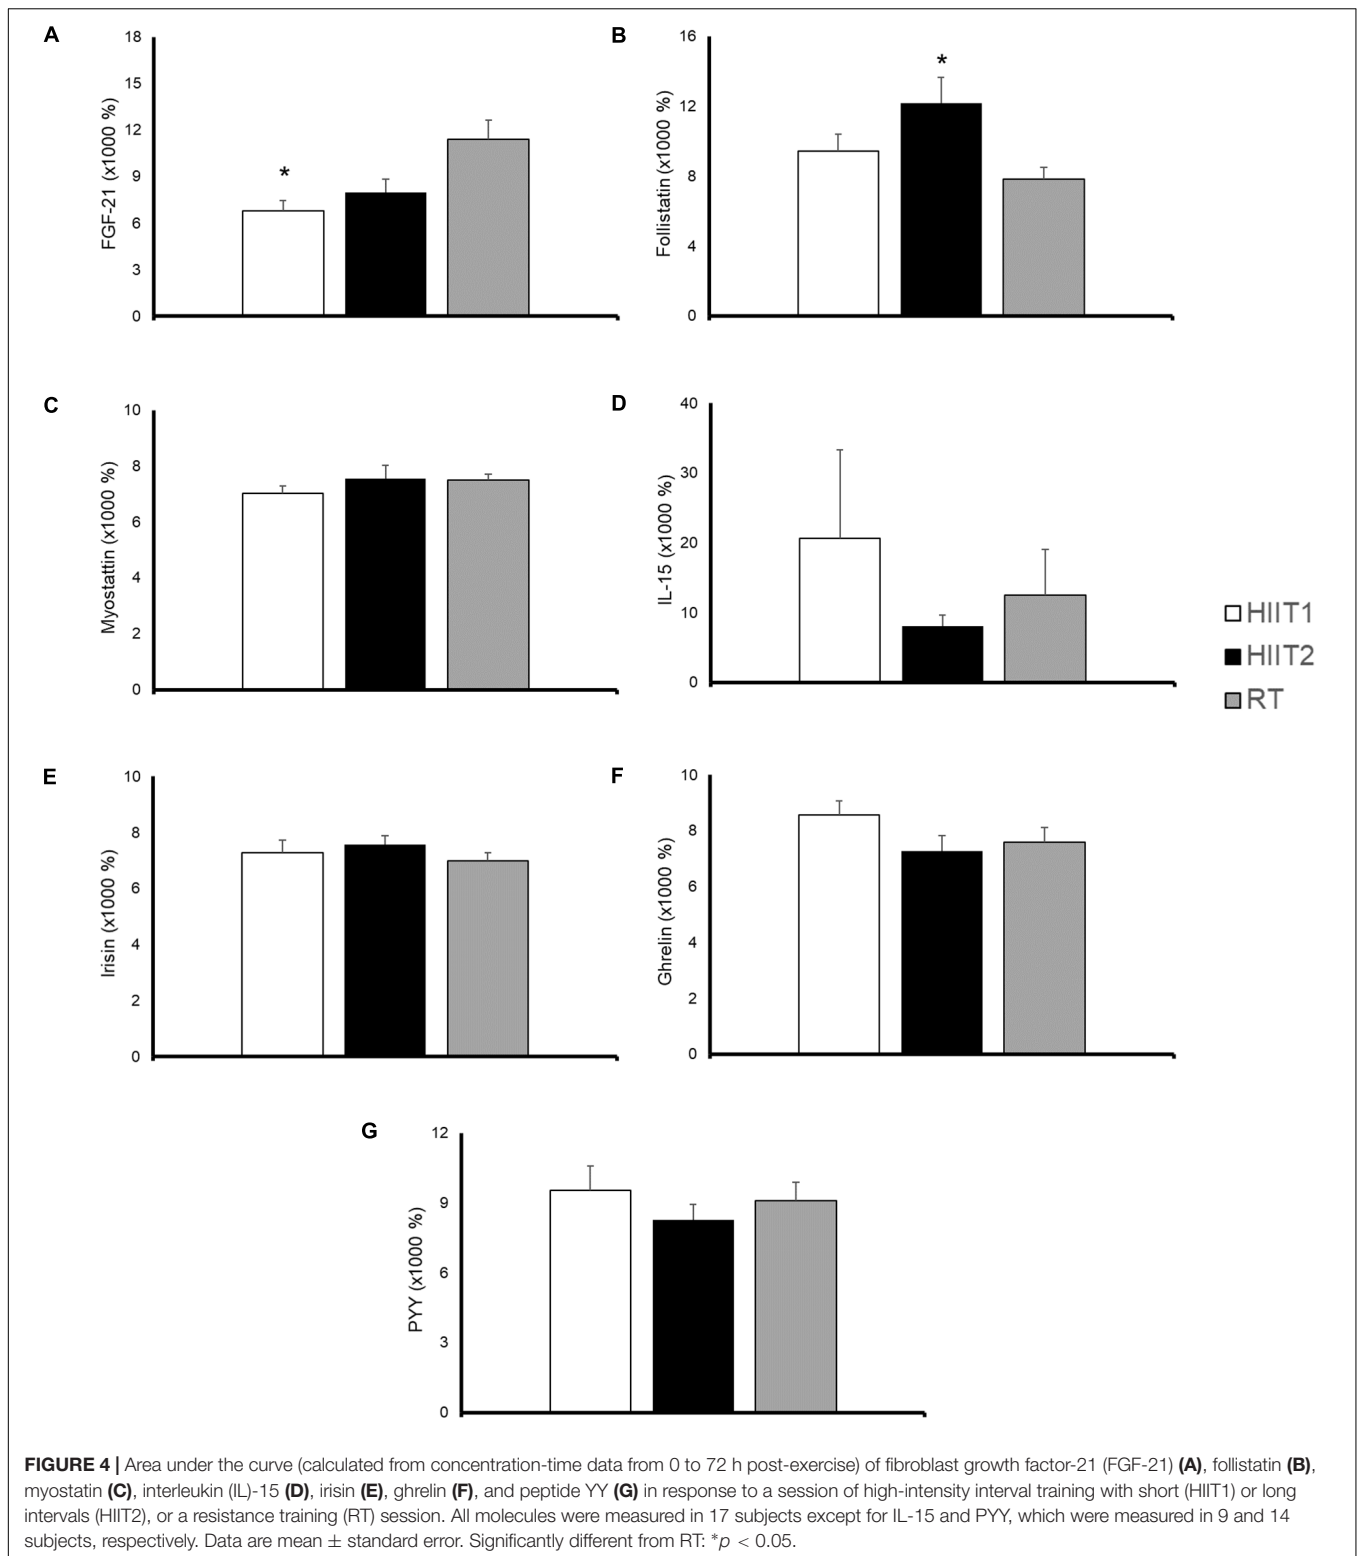 A
18
15
12
9
6
3
0
FGF-21 (x1000 %)
*
B
16
12
8
4
0
Follistatin (x1000 %)
*
C
10
8
6
4
2
0
Myostattin (x1000 %)
D
40
30
20
10
0
IL-15 (x1000 %)
HIIT1
HIIT2
RT
E
10
8
6
4
2
0
Irisin (x1000 %)
F
10
8
6
4
2
0
Ghrelin (x1000 %)
G
12
9
6
3
0
PYY (x1000 %)
FIGURE 4 | Area under the curve (calculated from concentration-time data from 0 to 72 h post-exercise) of fibroblast growth factor-21 (FGF-21) (A), follistatin (B),
myostatin (C), interleukin (IL)-15 (D), irisin (E), ghrelin (F), and peptide YY (G) in response to a session of high-intensity interval training with short (HIIT1) or long
intervals (HIIT2), or a resistance training (RT) session. All molecules were measured in 17 subjects except for IL-15 and PYY, which were measured in 9 and 14
subjects, respectively. Data are mean ± standard error. Significantly different from RT: *p < 0.05.